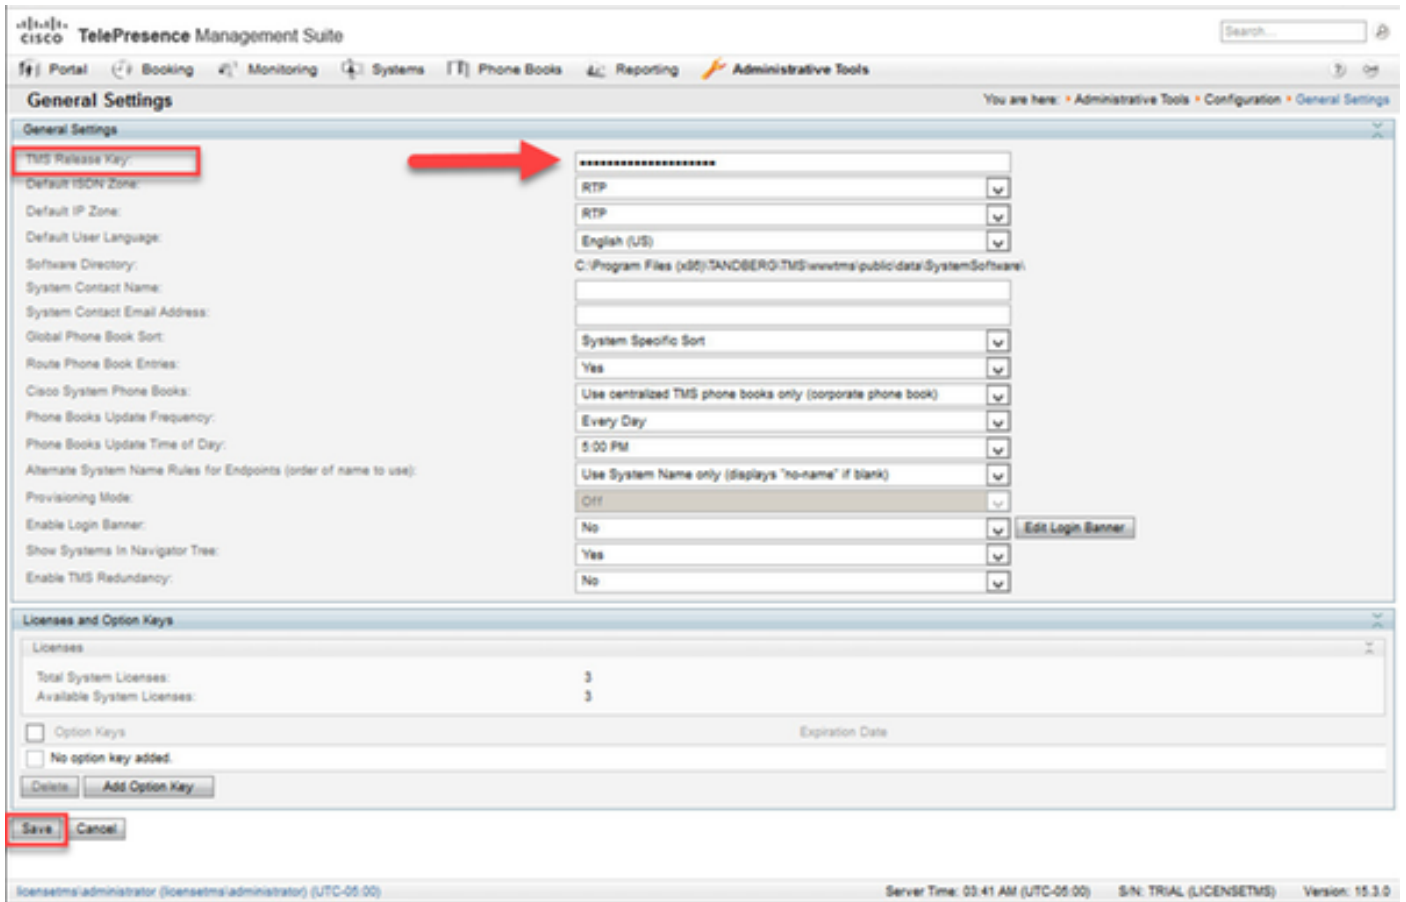 cisco TelePresence Management Suite
Search...
Portal Booking Monitoring Systems Phone Books Reporting Administrative Tools
General Settings
You are here: Administrative Tools Configuration General Settings
General Settings
TMS Release Key: ••••••••••••••••••••
Default ISDN Zone: RTP
Default IP Zone: RTP
Default User Language: English (US)
Software Directory: C:\Program Files (x86)\TANDBERG\TMS\wwwtms\public\data\SystemSoftware\
System Contact Name:
System Contact Email Address:
Global Phone Book Sort: System Specific Sort
Route Phone Book Entries: Yes
Cisco System Phone Books: Use centralized TMS phone books only (corporate phone book)
Phone Books Update Frequency: Every Day
Phone Books Update Time of Day: 5:00 PM
Alternate System Name Rules for Endpoints (order of name to use): Use System Name only (displays "no-name" if blank)
Provisioning Mode: Off
Enable Login Banner: No Edit Login Banner
Show Systems In Navigator Tree: Yes
Enable TMS Redundancy: No
Licenses and Option Keys
Licenses
Total System Licenses: 3
Available System Licenses: 3
Option Keys Expiration Date
No option key added.
Delete Add Option Key
Save Cancel
licensetms\administrator (licensetms\administrator) (UTC-05:00) Server Time: 03:41 AM (UTC-05:00) S/N: TRIAL (LICENSETMS) Version: 15.3.0